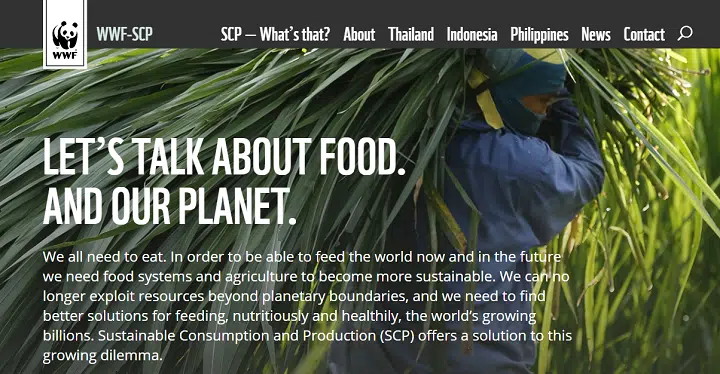 WWF
WWF-SCP
SCP – What's that? About Thailand Indonesia Philippines News Contact
LET'S TALK ABOUT FOOD.
AND OUR PLANET.
We all need to eat. In order to be able to feed the world now and in the future
we need food systems and agriculture to become more sustainable. We can no
longer exploit resources beyond planetary boundaries, and we need to find
better solutions for feeding, nutritiously and healthily, the world's growing
billions. Sustainable Consumption and Production (SCP) offers a solution to this
growing dilemma.